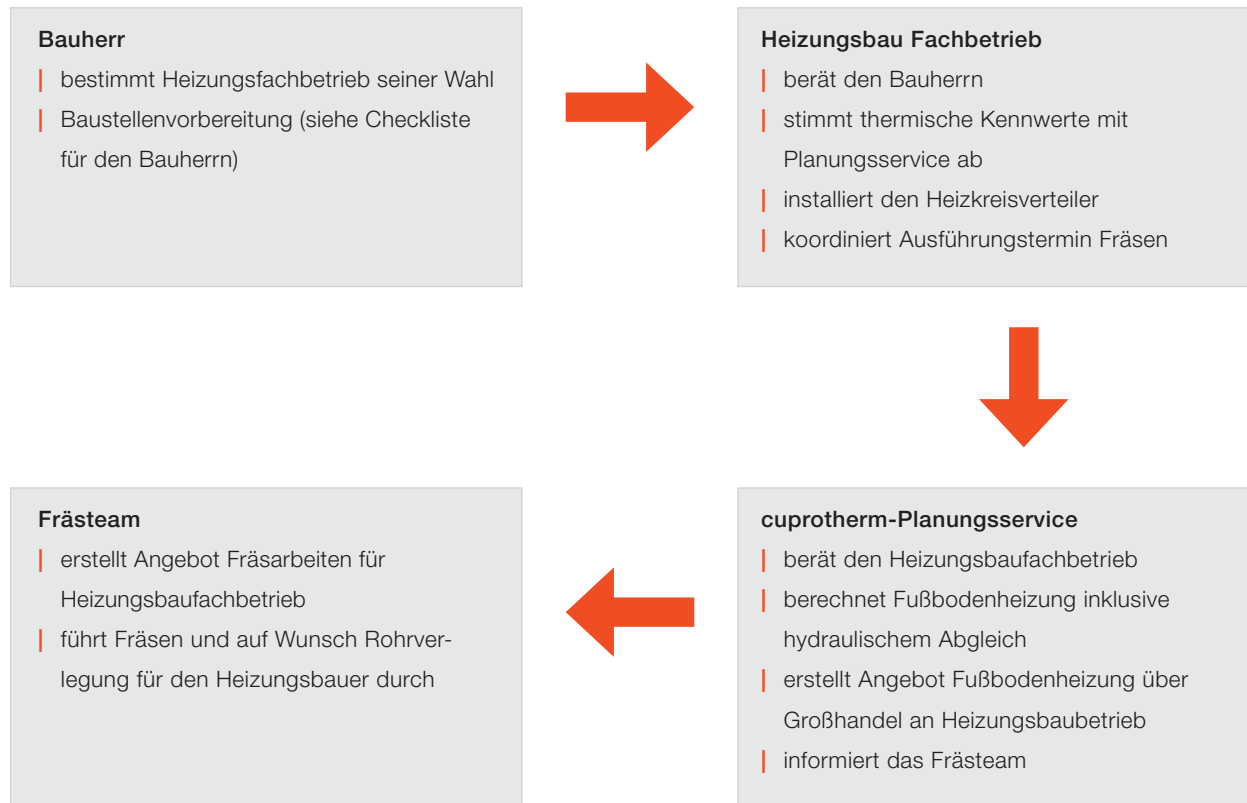 Bauherr
| bestimmt Heizungsfachbetrieb seiner Wahl
| Baustellenvorbereitung (siehe Checkliste
für den Bauherrn)
Heizungsbau Fachbetrieb
| berät den Bauherrn
| stimmt thermische Kennwerte mit
Planungsservice ab
| installiert den Heizkreisverteiler
| koordiniert Ausführungstermin Fräsen
cuprotherm-Planungsservice
| berät den Heizungsbaufachbetrieb
| berechnet Fußbodenheizung inklusive
hydraulischem Abgleich
| erstellt Angebot Fußbodenheizung über
Großhandel an Heizungsbaubetrieb
| informiert das Frästeam
Frästeam
| erstellt Angebot Fräsarbeiten für
Heizungsbaufachbetrieb
| führt Fräsen und auf Wunsch Rohrver-
legung für den Heizungsbauer durch